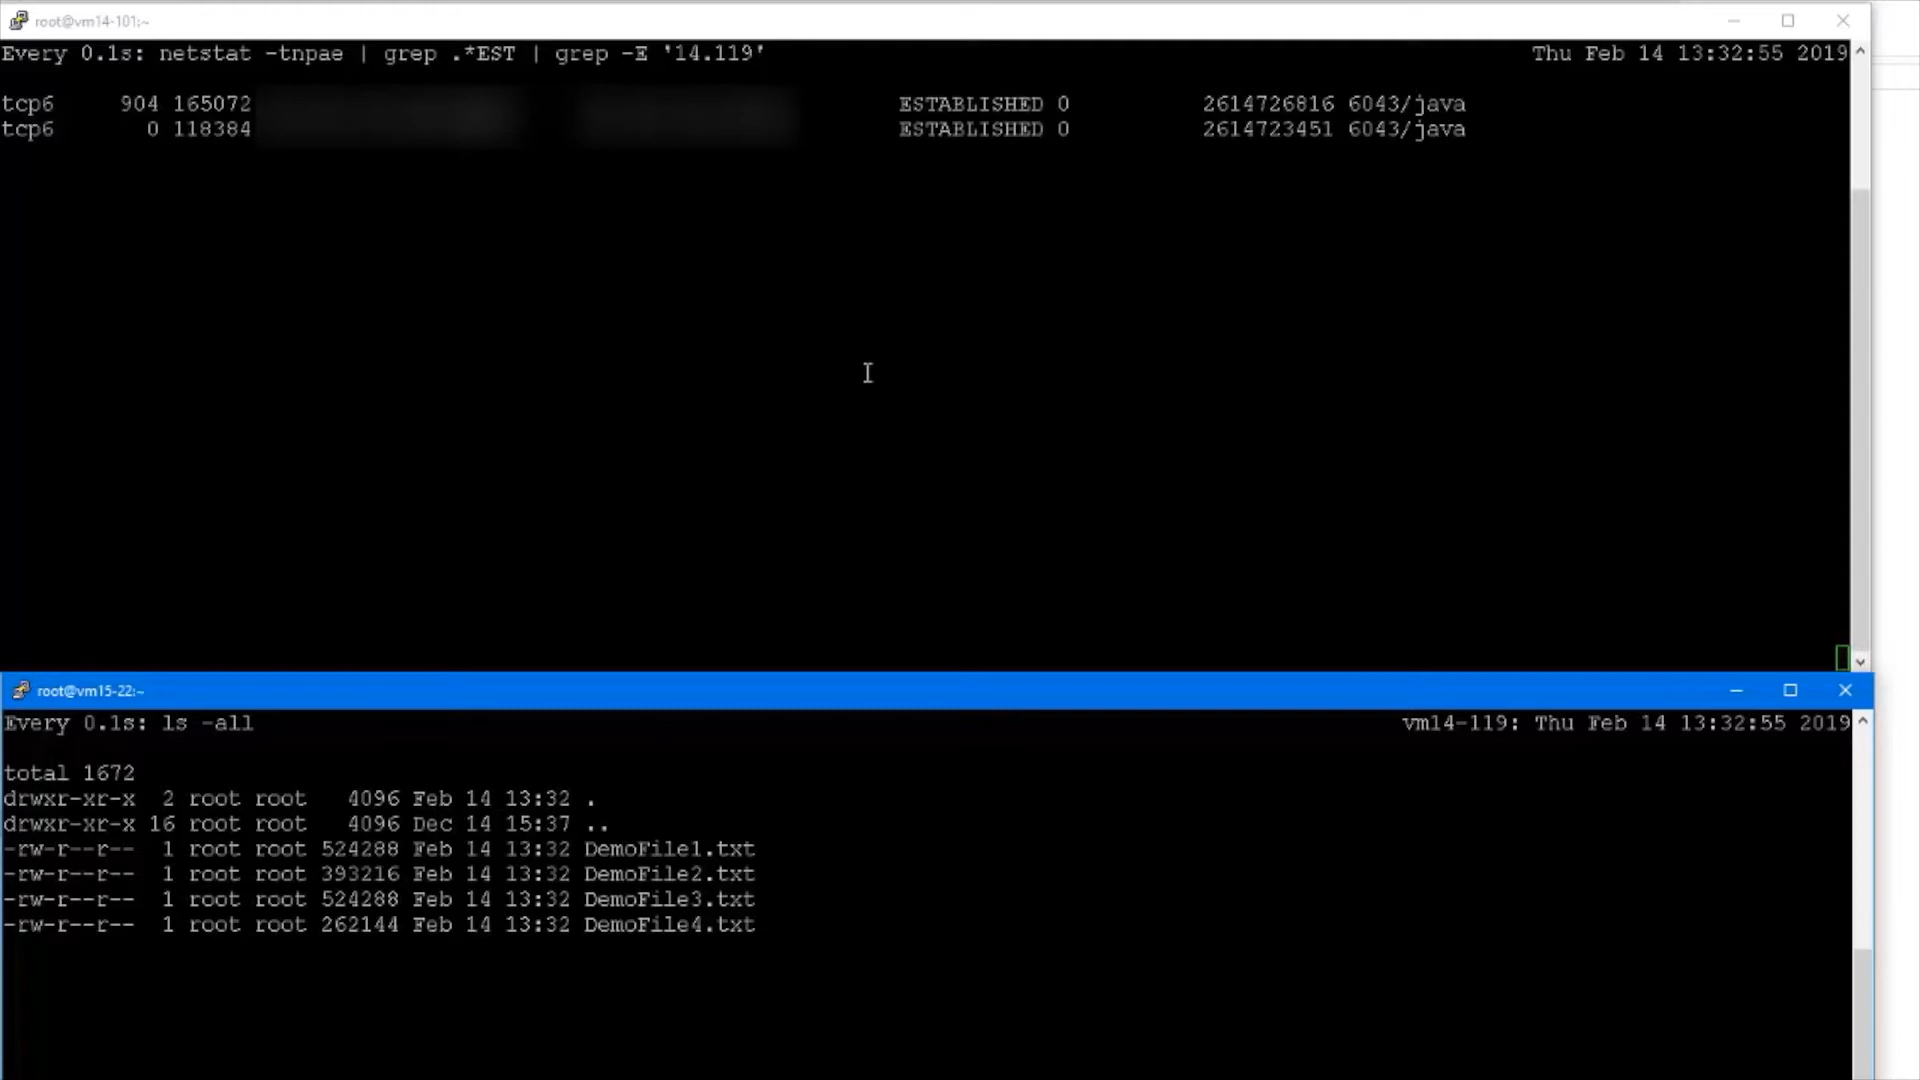 root@vm14-101:~
Every 0.1s: netstat -tnpae | grep .*EST | grep -E '14.119' Thu Feb 14 13:32:55 2019
tcp6 904 165072 ESTABLISHED 0 2614726816 6043/java
tcp6 0 118384 ESTABLISHED 0 2614723451 6043/java
root@vm15-22:~
Every 0.1s: ls -all vm14-119: Thu Feb 14 13:32:55 2019
total 1672
drwxr-xr-x 2 root root 4096 Feb 14 13:32 .
drwxr-xr-x 16 root root 4096 Dec 14 15:37 ..
-rw-r--r-- 1 root root 524288 Feb 14 13:32 DemoFile1.txt
-rw-r--r-- 1 root root 393216 Feb 14 13:32 DemoFile2.txt
-rw-r--r-- 1 root root 524288 Feb 14 13:32 DemoFile3.txt
-rw-r--r-- 1 root root 262144 Feb 14 13:32 DemoFile4.txt